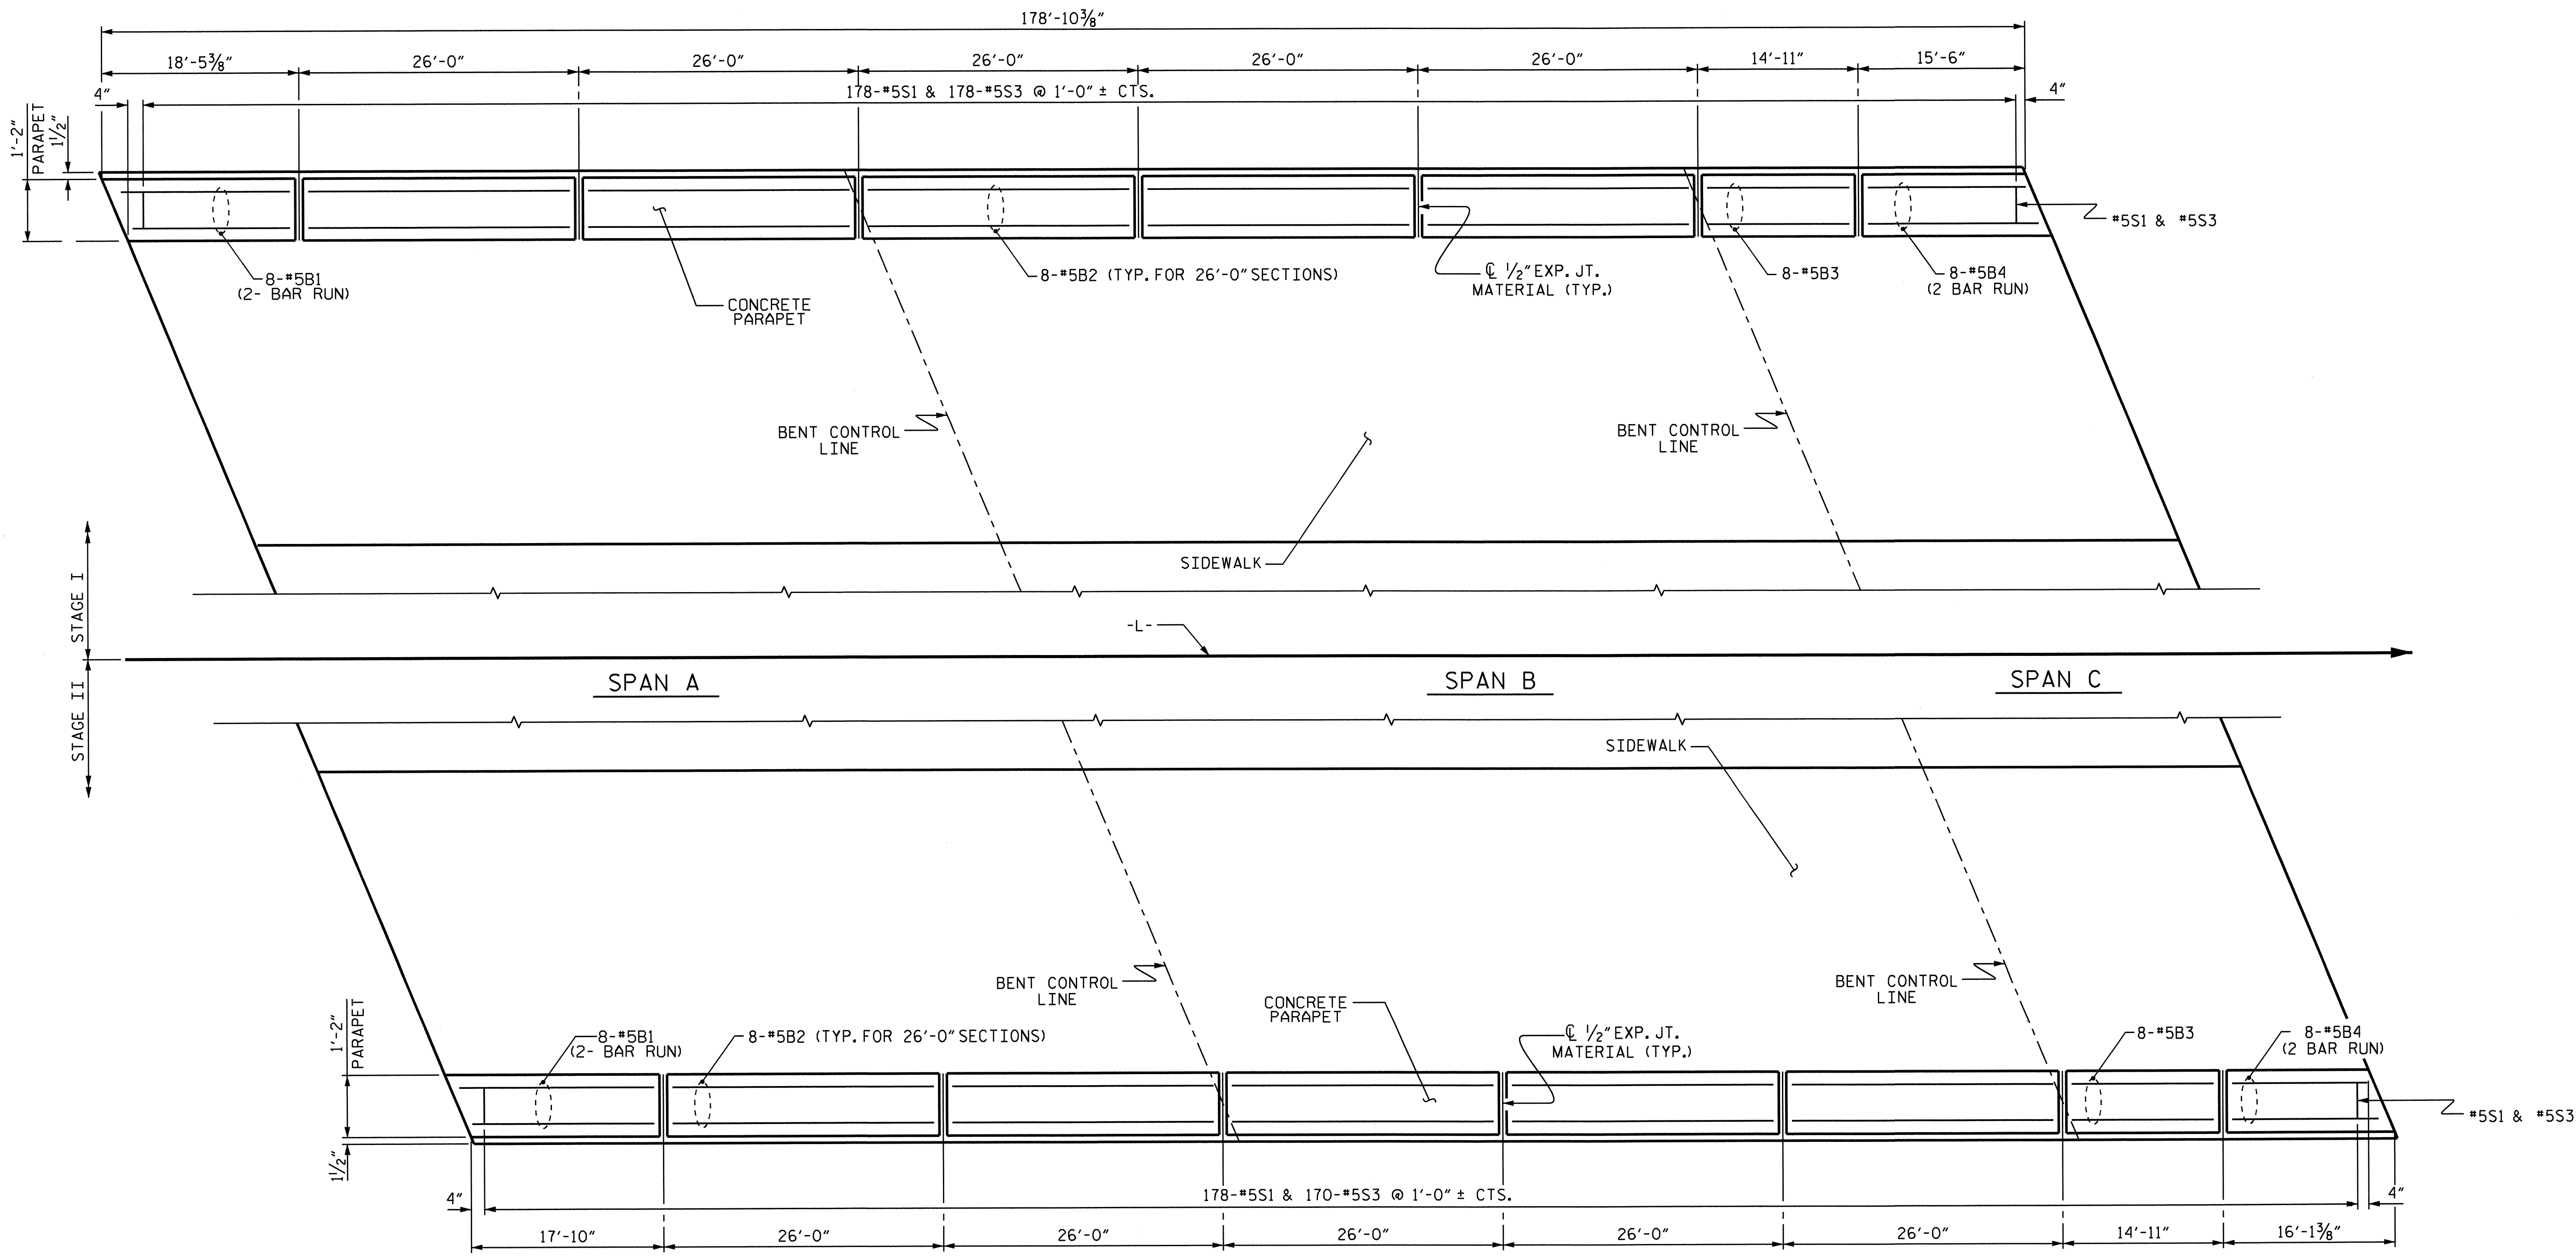 178'-10⅜"
18'-5⅜" 26'-0" 26'-0" 26'-0" 26'-0" 26'-0" 14'-11" 15'-6"
4" 178-#5S1 & 178-#5S3 @ 1'-0" ± CTS. 4"
1'-2"
PARAPET
1½"
#5S1 & #5S3
8-#5B1
(2- BAR RUN)
CONCRETE
PARAPET
8-#5B2 (TYP. FOR 26'-0" SECTIONS)
℄ ½" EXP. JT.
MATERIAL (TYP.)
8-#5B3
8-#5B4
(2 BAR RUN)
BENT CONTROL
LINE
BENT CONTROL
LINE
SIDEWALK
STAGE I
-L-
STAGE II
SPAN A SPAN B SPAN C
SIDEWALK
BENT CONTROL
LINE
BENT CONTROL
LINE
CONCRETE
PARAPET
1'-2"
PARAPET
8-#5B1
(2- BAR RUN)
8-#5B2 (TYP. FOR 26'-0" SECTIONS)
℄ ½" EXP. JT.
MATERIAL (TYP.)
8-#5B3
8-#5B4
(2 BAR RUN)
#5S1 & #5S3
1½"
4" 178-#5S1 & 170-#5S3 @ 1'-0" ± CTS. 4"
17'-10" 26'-0" 26'-0" 26'-0" 26'-0" 26'-0" 14'-11" 16'-1⅜"